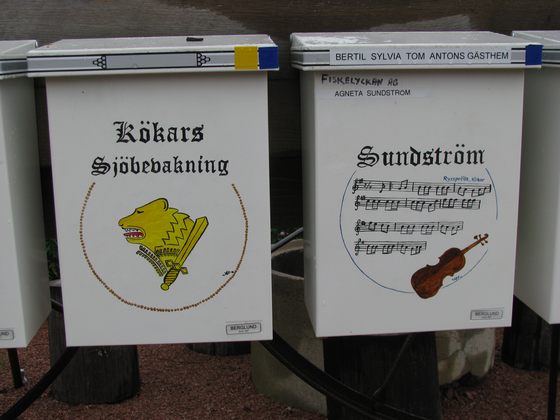 Kökars
Sjöbevakning
BERGLUND
BERTIL SYLVIA TOM ANTONS GÄSTHEM
FISKELYCKAN AB
AGNETA SUNDSTRÖM
Sundström
BERGLUND